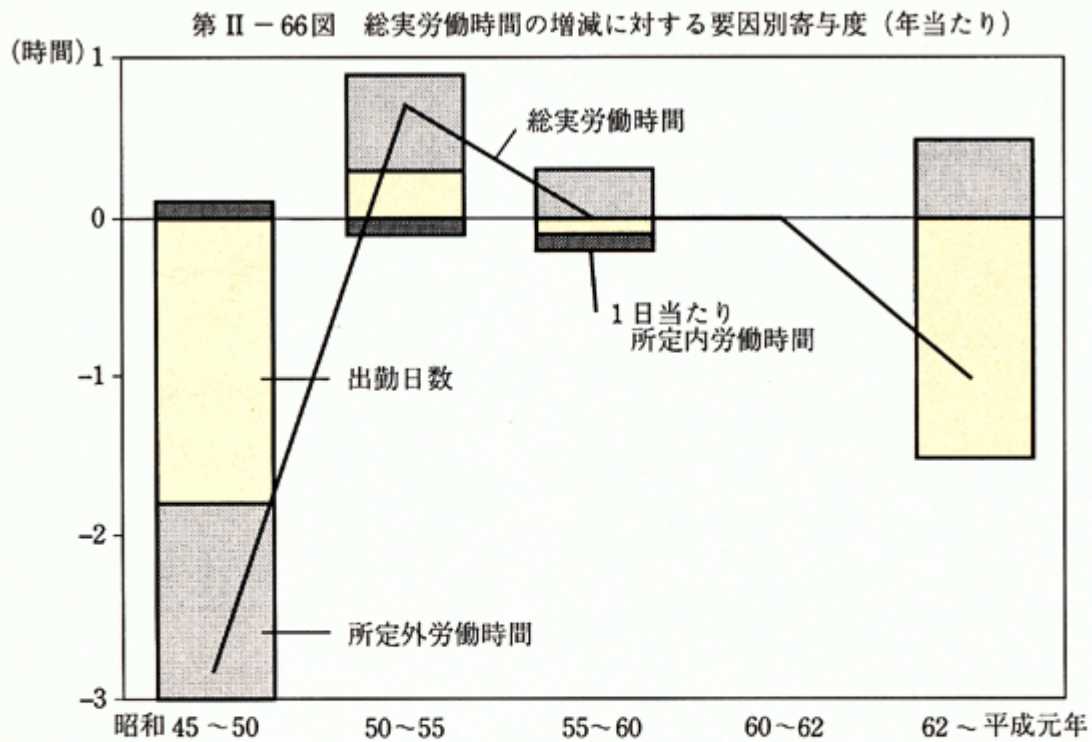 第Ⅱ-66図 総実労働時間の増減に対する要因別寄与度(年当たり)
(時間)
1
0
-1
-2
-3
総実労働時間
1日当たり
所定内労働時間
出勤日数
所定外労働時間
昭和45~50
50~55
55~60
60~62
62~平成元年